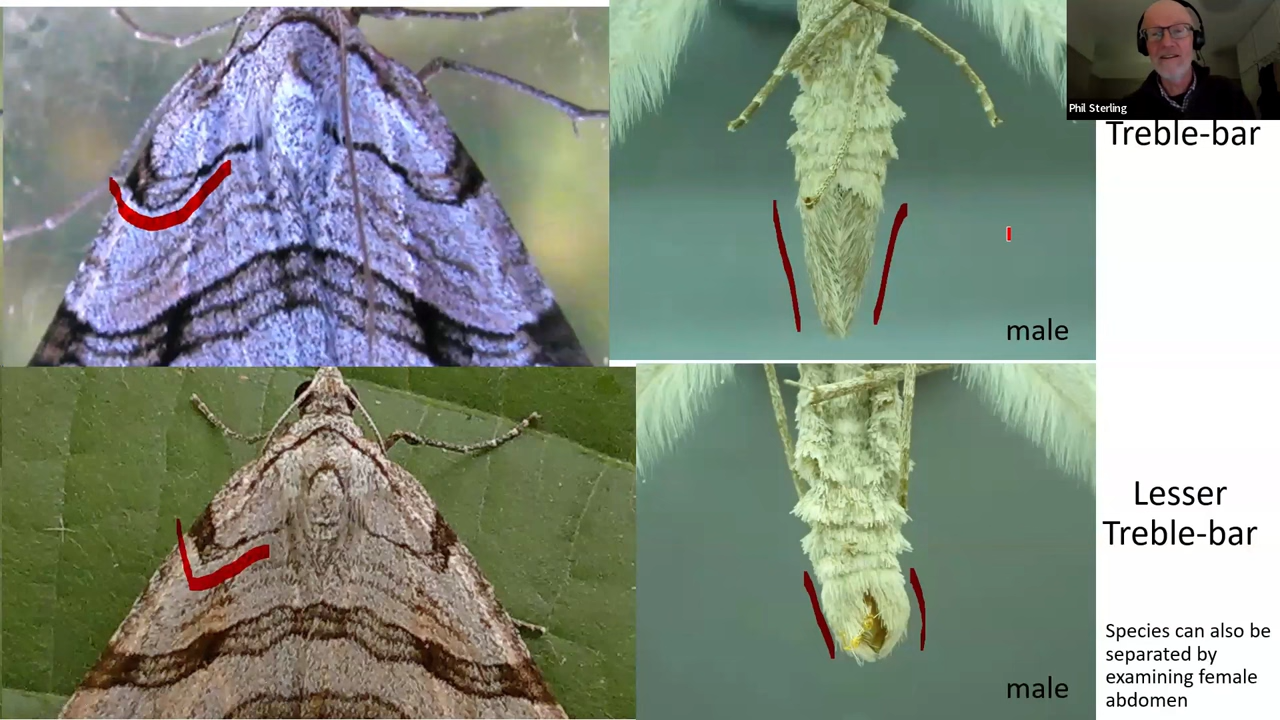 Phil Sterling
Treble-bar
male
Lesser
Treble-bar
Species can also be
separated by
examining female
abdomen
male